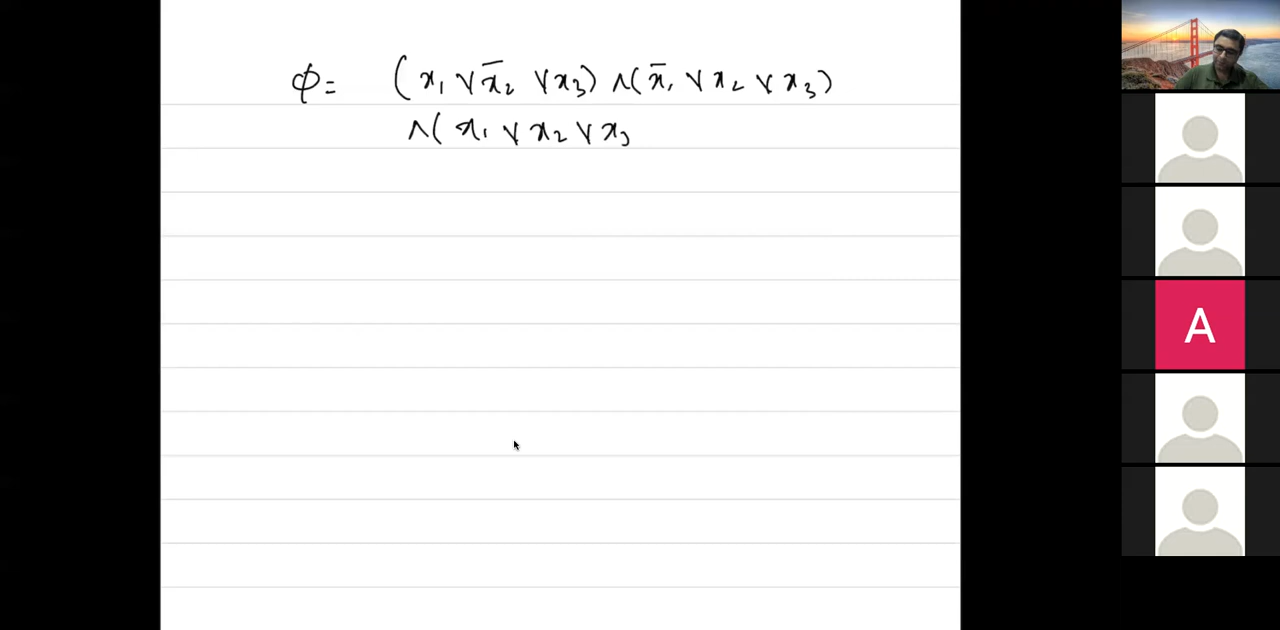 φ = (x₁ ∨ x̄₂ ∨ x₃) ∧ (x̄₁ ∨ x₂ ∨ x₃)
∧ (x₁ ∨ x₂ ∨ x₃
A